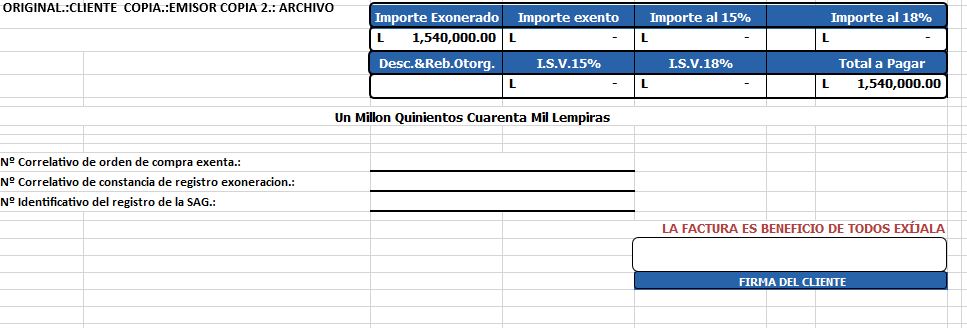 ORIGINAL.:CLIENTE COPIA.:EMISOR COPIA 2.: ARCHIVO
Importe Exonerado Importe exento Importe al 15% Importe al 18%
L 1,540,000.00 L - L - L -
Desc.&Reb.Otorg. I.S.V.15% I.S.V.18% Total a Pagar
L - L - L 1,540,000.00
Un Millon Quinientos Cuarenta Mil Lempiras
Nº Correlativo de orden de compra exenta.:
Nº Correlativo de constancia de registro exoneracion.:
Nº Identificativo del registro de la SAG.:
LA FACTURA ES BENEFICIO DE TODOS EXÍJALA
FIRMA DEL CLIENTE